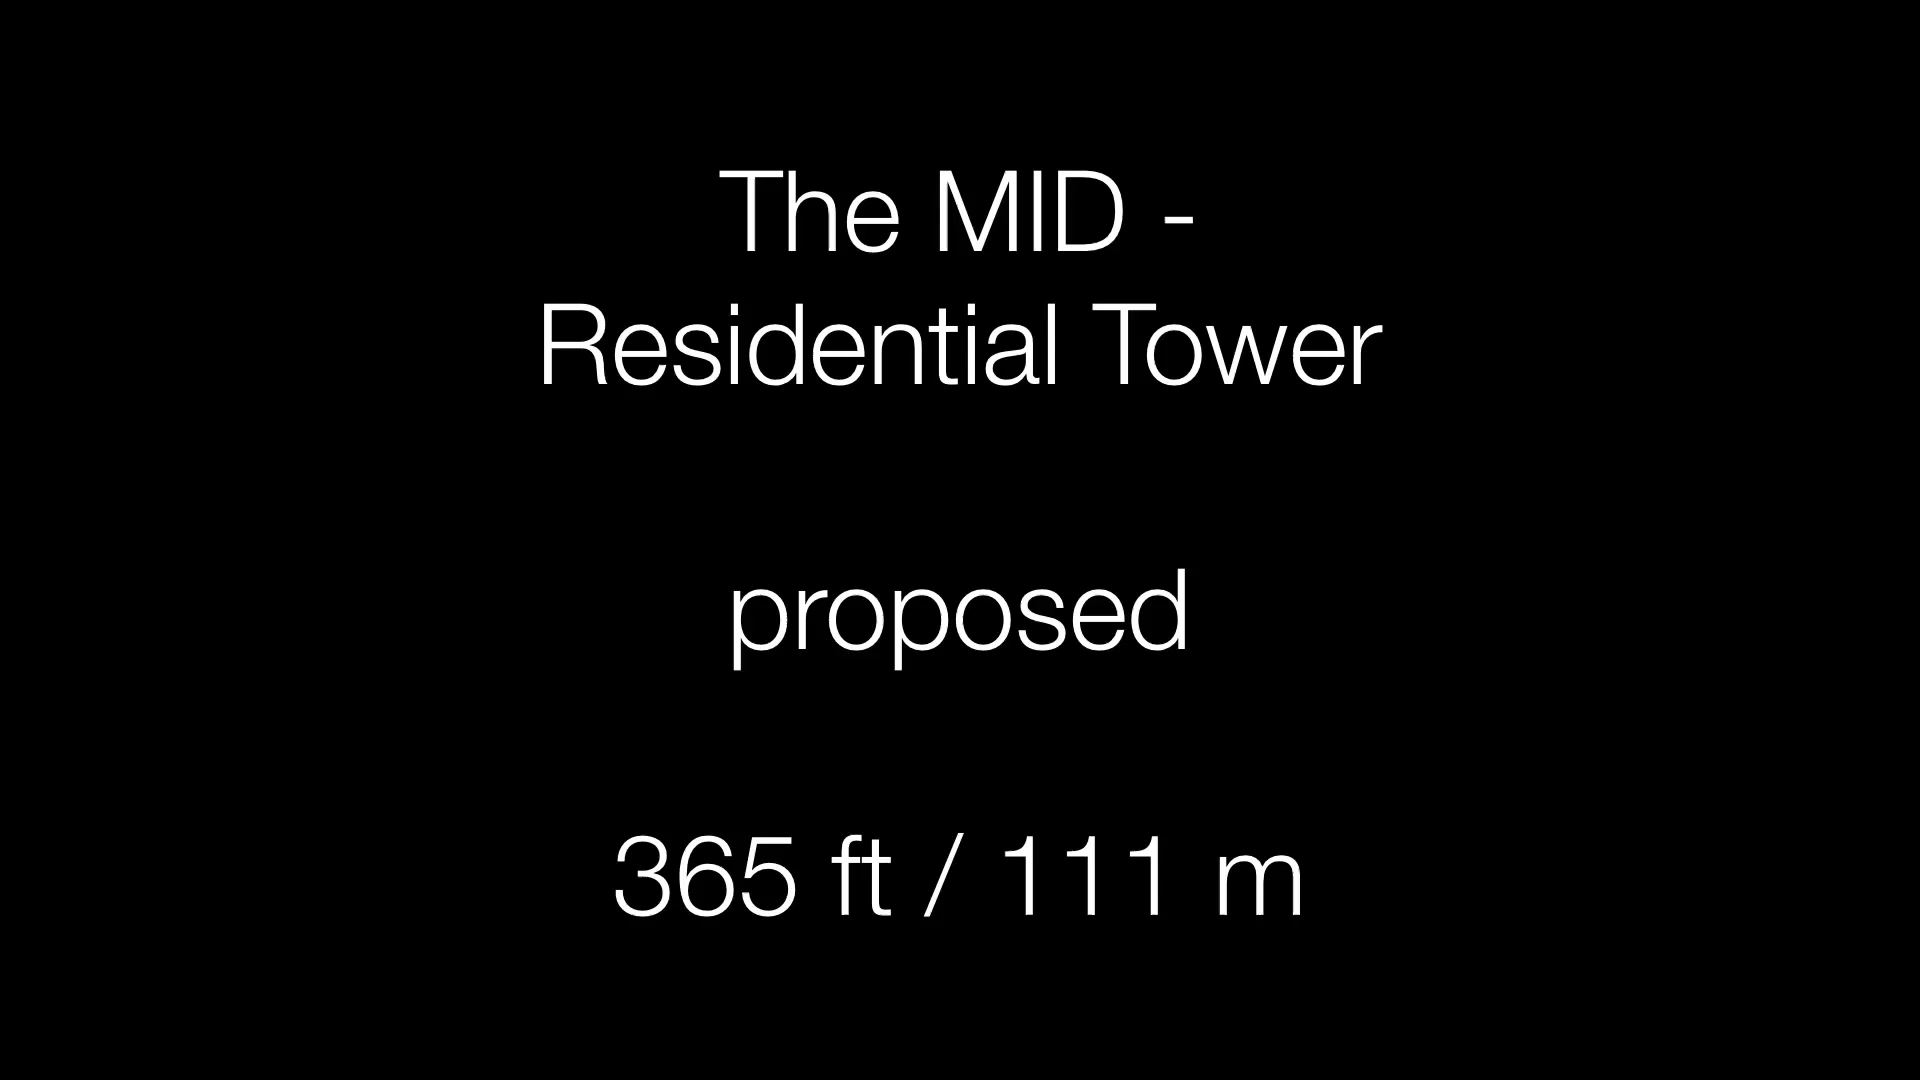 The MID -
Residential Tower
proposed
365 ft / 111 m